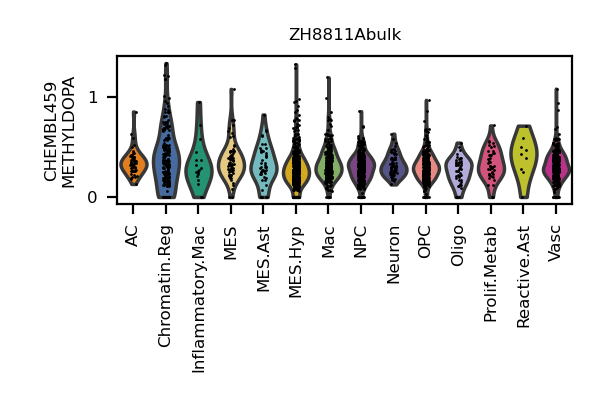 ZH8811Abulk
CHEMBL459
METHYLDOPA
1
0
AC
Chromatin.Reg
Inflammatory.Mac
MES
MES.Ast
MES.Hyp
Mac
NPC
Neuron
OPC
Oligo
Prolif.Metab
Reactive.Ast
Vasc